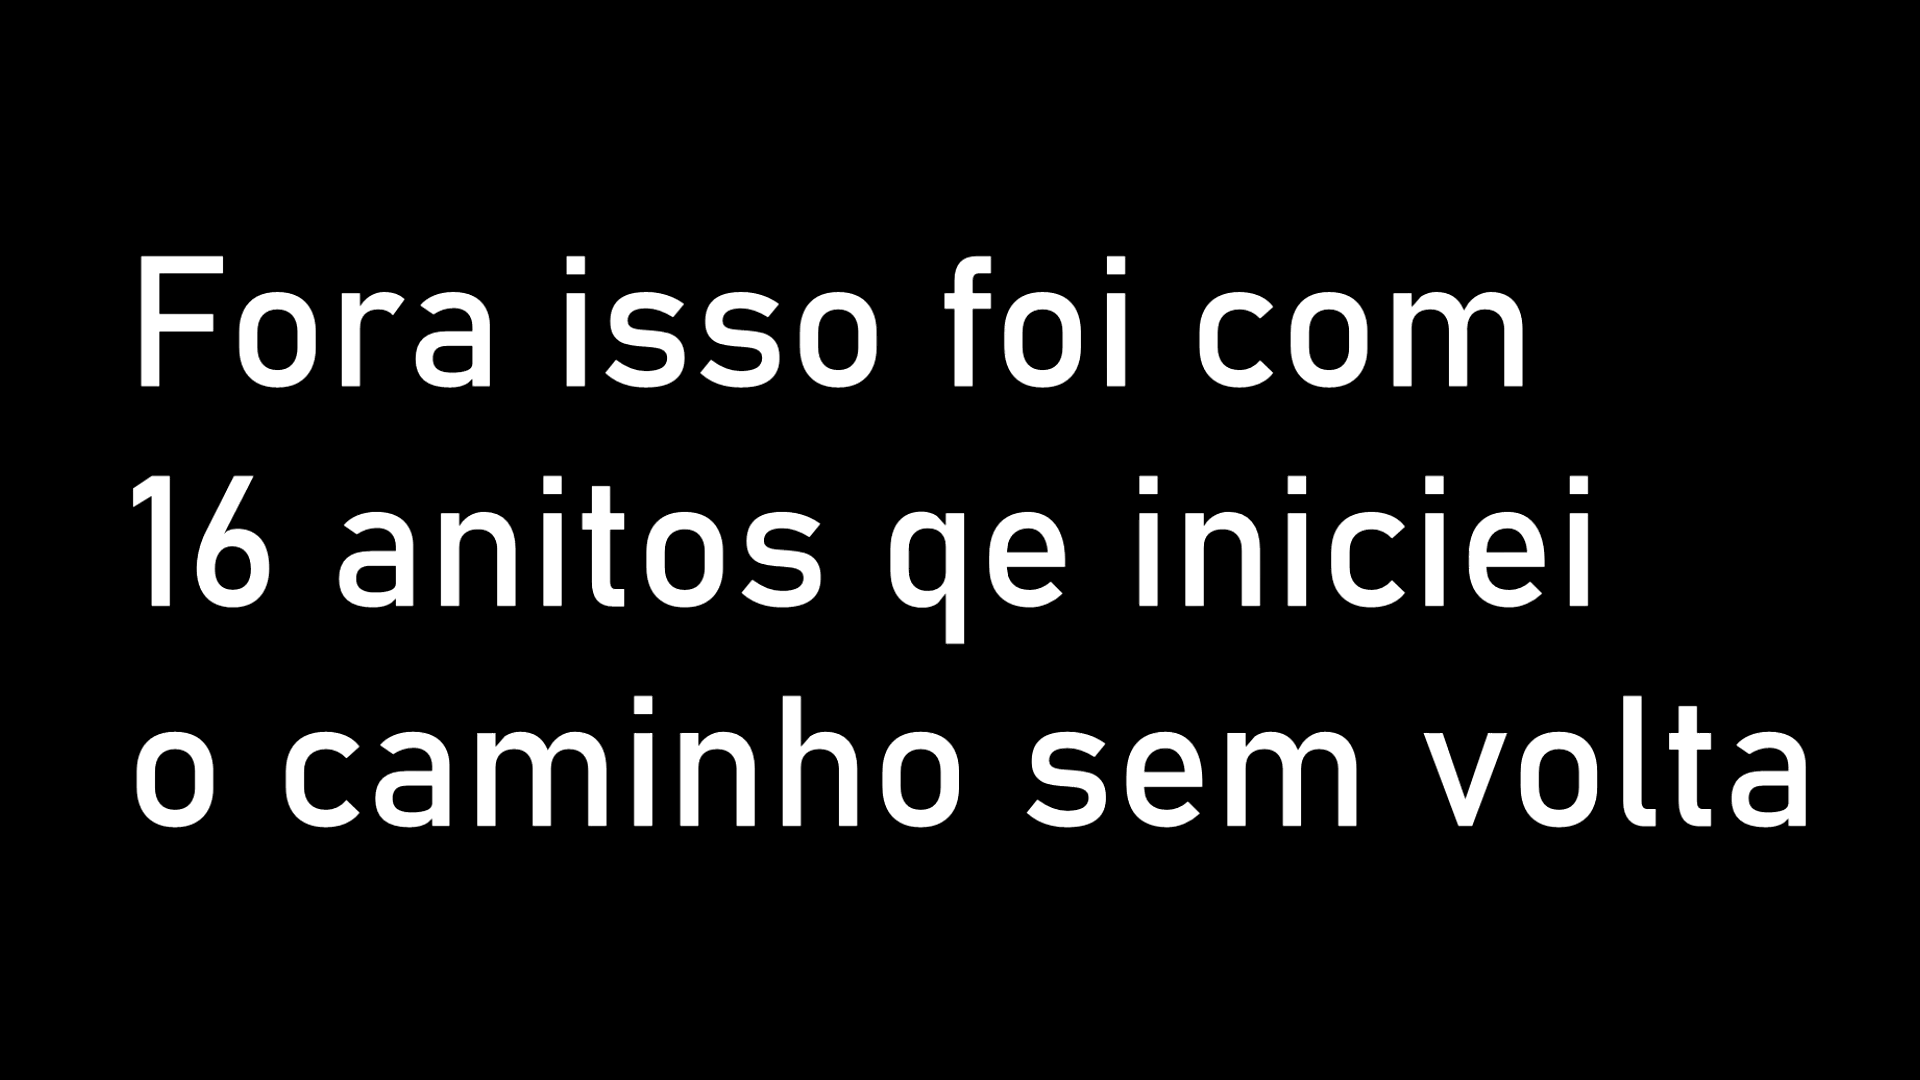 Fora isso foi com
16 anitos qe iniciei
o caminho sem volta